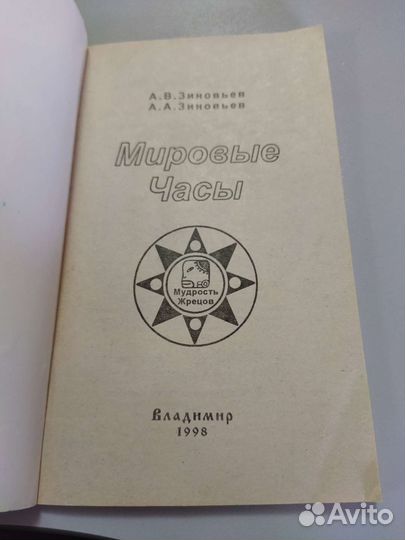 А.В.Зиновьев
А.А.Зиновьев
Мировые
Часы
Мудрость
Жрецов
Владимир
1998
Avito